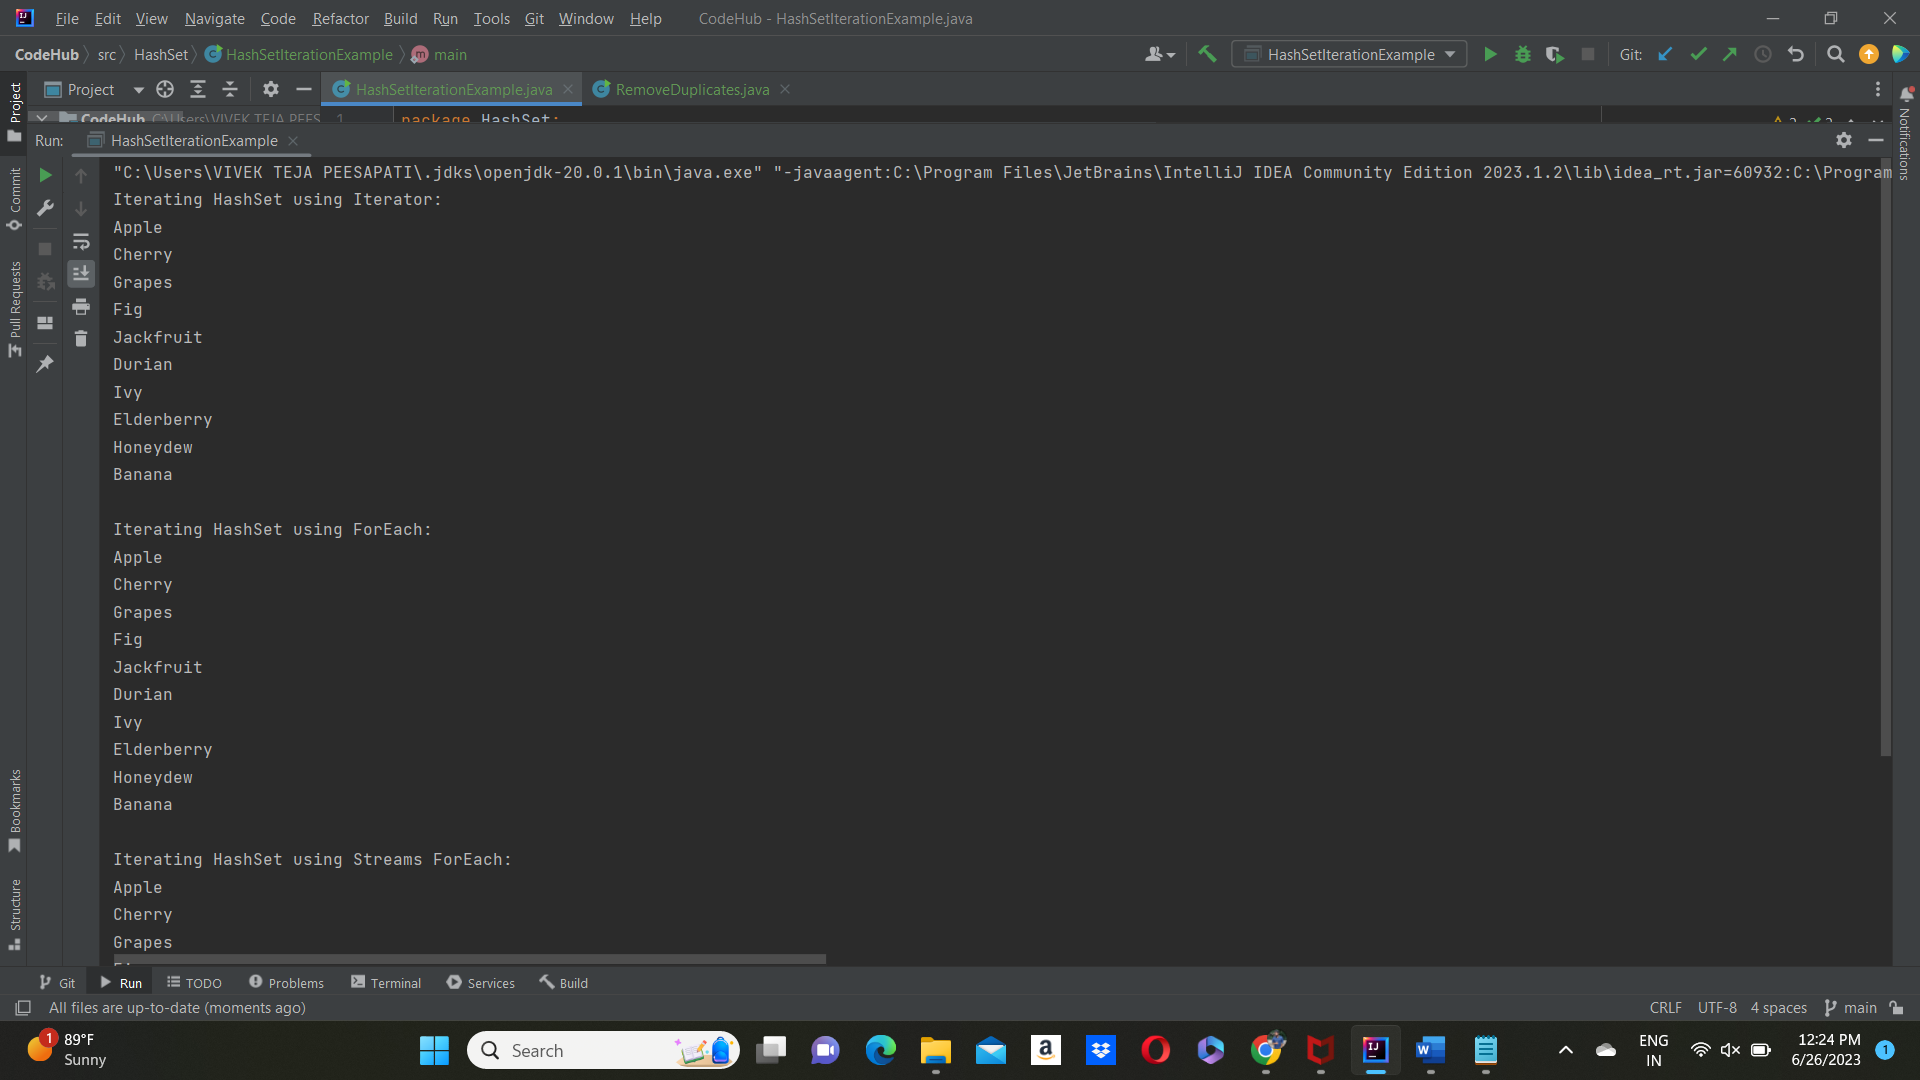 File Edit View Navigate Code Refactor Build Run Tools Git Window Help CodeHub - HashSetIterationExample.java
CodeHub src HashSet HashSetIterationExample main HashSetIterationExample Git:
Project HashSetIterationExample.java RemoveDuplicates.java
CodeHub C:\Users\VIVEK TEJA PEES 1 package HashSet;
Run: HashSetIterationExample
"C:\Users\VIVEK TEJA PEESAPATI\.jdks\openjdk-20.0.1\bin\java.exe" "-javaagent:C:\Program Files\JetBrains\IntelliJ IDEA Community Edition 2023.1.2\lib\idea_rt.jar=60932:C:\Program
Iterating HashSet using Iterator:
Apple
Cherry
Grapes
Fig
Jackfruit
Durian
Ivy
Elderberry
Honeydew
Banana
Iterating HashSet using ForEach:
Apple
Cherry
Grapes
Fig
Jackfruit
Durian
Ivy
Elderberry
Honeydew
Banana
Iterating HashSet using Streams ForEach:
Apple
Cherry
Grapes
Project
Commit
Pull Requests
Bookmarks
Structure
Notifications
Git Run TODO Problems Terminal Services Build
All files are up-to-date (moments ago) CRLF UTF-8 4 spaces main
1 89°F
Sunny
Search
ENG
IN
12:24 PM
6/26/2023
1